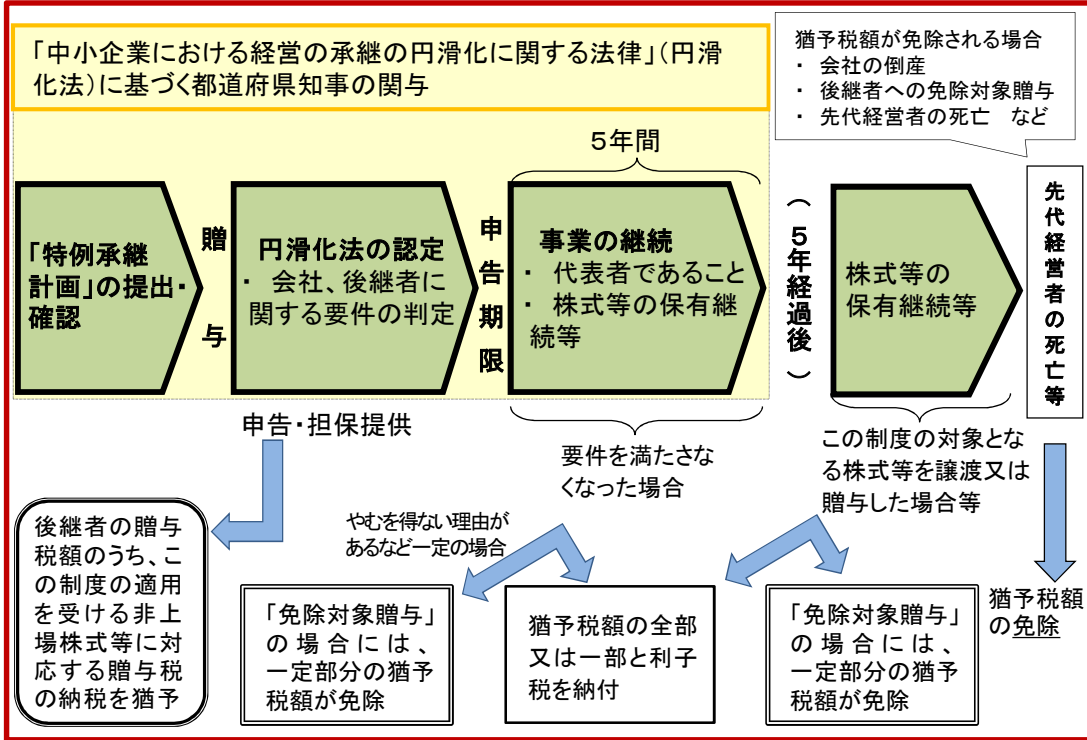 「中小企業における経営の承継の円滑化に関する法律」(円滑
化法)に基づく都道府県知事の関与
猶予税額が免除される場合
・ 会社の倒産
・ 後継者への免除対象贈与
・ 先代経営者の死亡 など
5年間
「特例承継
計画」の提出・
確認
贈与
円滑化法の認定
・ 会社、後継者に
関する要件の判定
申告期限
事業の継続
・ 代表者であること
・ 株式等の保有継
続等
(5年経過後)
株式等の
保有継続等
先代経営者の死亡等
申告・担保提供
要件を満たさな
くなった場合
この制度の対象とな
る株式等を譲渡又は
贈与した場合等
後継者の贈与
税額のうち、こ
の制度の適用
を受ける非上
場株式等に対
応する贈与税
の納税を猶予
やむを得ない理由が
あるなど一定の場合
「免除対象贈与」
の場合には、
一定部分の猶予
税額が免除
猶予税額の全部
又は一部と利子
税を納付
「免除対象贈与」
の場合には、
一定部分の猶予
税額が免除
猶予税額
の免除